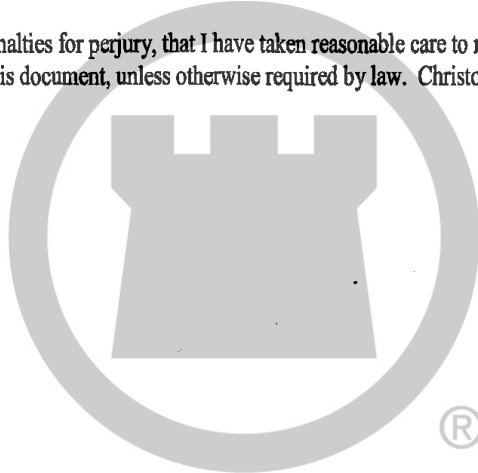 nalties for perjury, that I have taken reasonable care to
is document, unless otherwise required by law. Christo
®